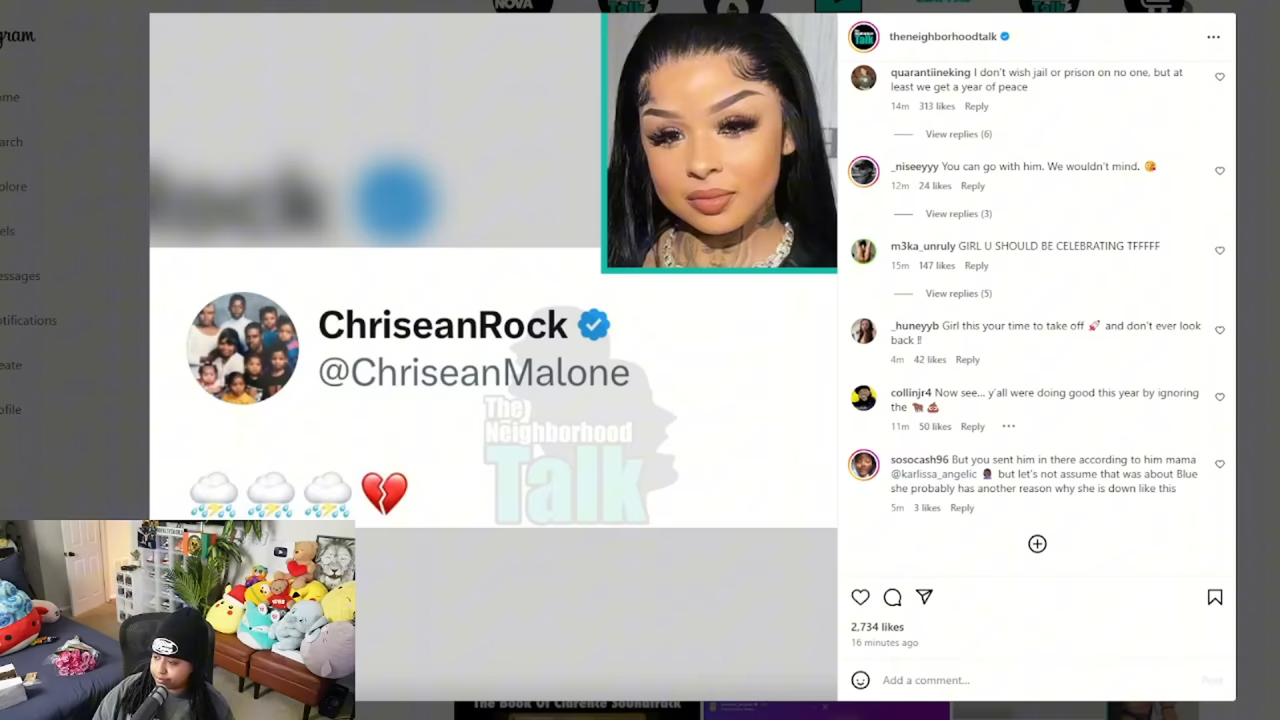 NOVA
gram
ome
arch
plore
els
essages
otifications
eate
ofile
ChriseanRock
@ChriseanMalone
The
Neighborhood
Talk
theneighborhoodtalk
quarantiineking I don't wish jail or prison on no one, but at
least we get a year of peace
14m 313 likes Reply
View replies (6)
_niseeyyy You can go with him. We wouldn't mind. 😘
12m 24 likes Reply
View replies (3)
m3ka_unruly GIRL U SHOULD BE CELEBRATING TFFFFF
15m 147 likes Reply
View replies (5)
_huneyyb Girl this your time to take off 🚀 and don't ever look
back ‼️
4m 42 likes Reply
collinjr4 Now see... y'all were doing good this year by ignoring
the 🐂 💩
11m 50 likes Reply
sosocash96 But you sent him in there according to him mama
@karlissa_angelic but let's not assume that was about Blue
she probably has another reason why she is down like this
5m 3 likes Reply
2,734 likes
16 minutes ago
Add a comment...
Post
The Book Of Clarence Soundtrack